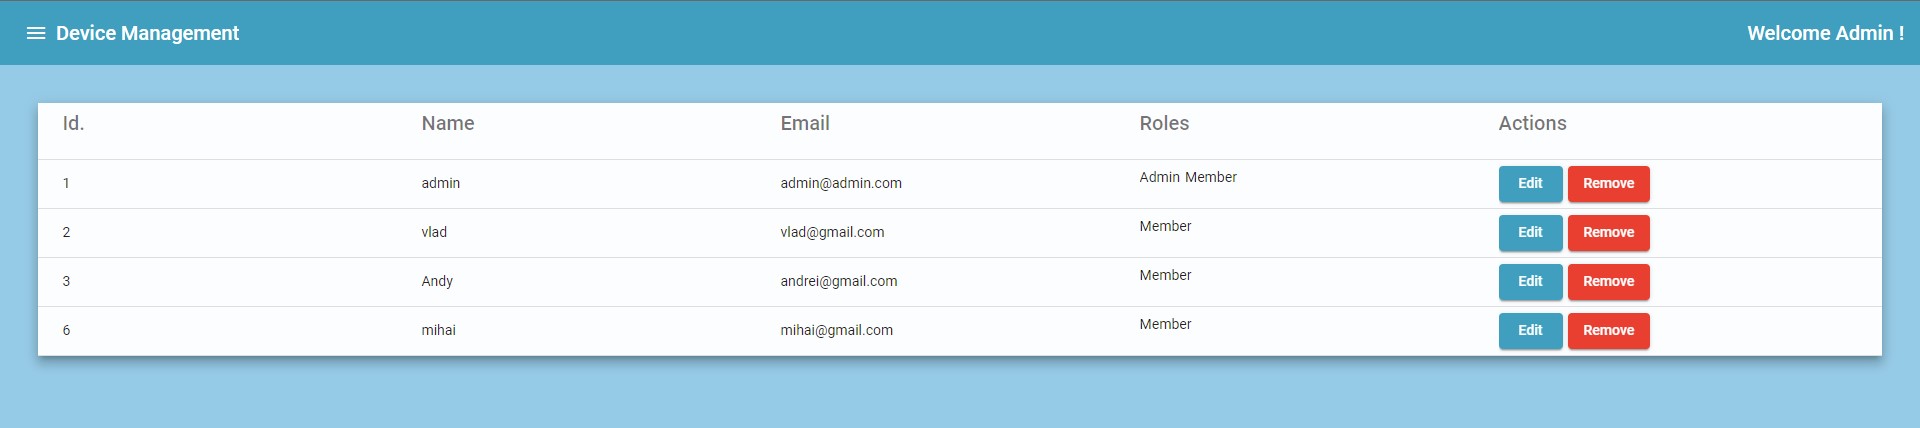 Device Management Welcome Admin !
Id. Name Email Roles Actions
1 admin admin@admin.com Admin Member Edit Remove
2 vlad vlad@gmail.com Member Edit Remove
3 Andy andrei@gmail.com Member Edit Remove
6 mihai mihai@gmail.com Member Edit Remove